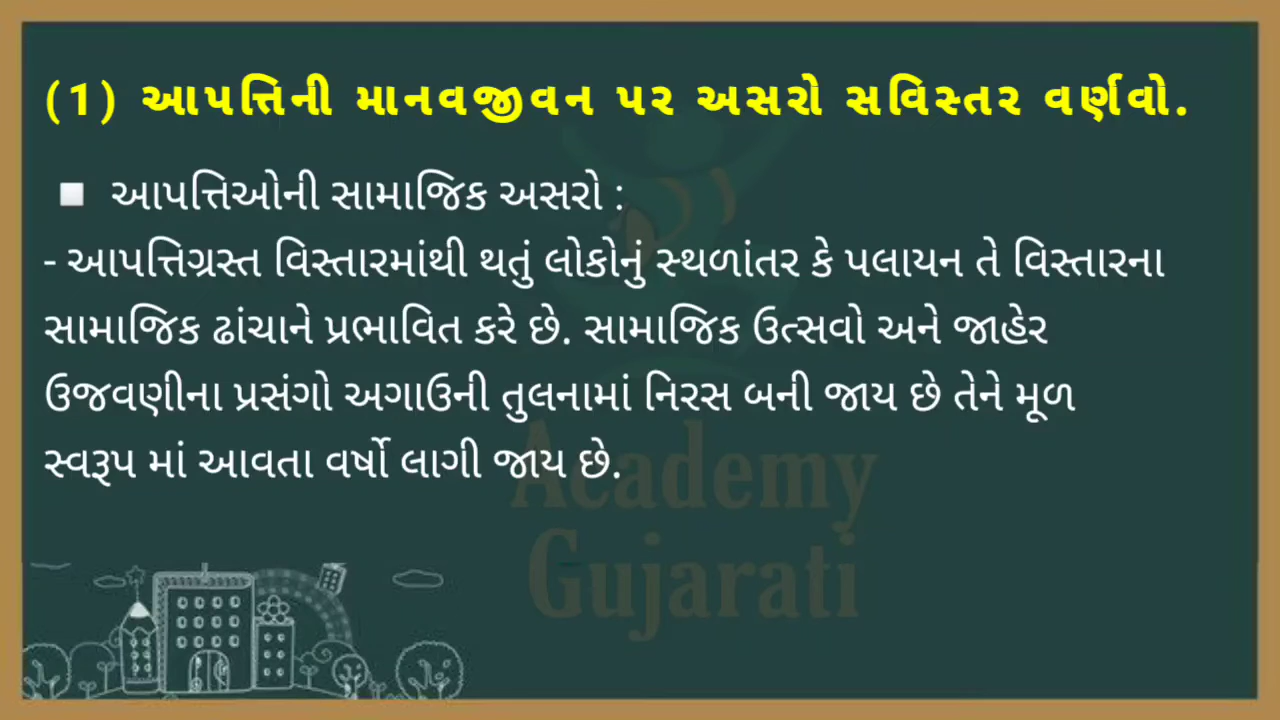 (1) આપત્તિની માનવજીવન પર અસરો સવિસ્તર વર્ણવો.
▫ આપત્તિઓની સામાજિક અસરો :
- આપત્તિગ્રસ્ત વિસ્તારમાંથી થતું લોકોનું સ્થળાંતર કે પલાયન તે વિસ્તારના
સામાજિક ઢાંચાને પ્રભાવિત કરે છે. સામાજિક ઉત્સવો અને જાહેર
ઉજવણીના પ્રસંગો અગાઉની તુલનામાં નિરસ બની જાય છે તેને મૂળ
સ્વરૂપ માં આવતા વર્ષો લાગી જાય છે.
Academy
Gujarati